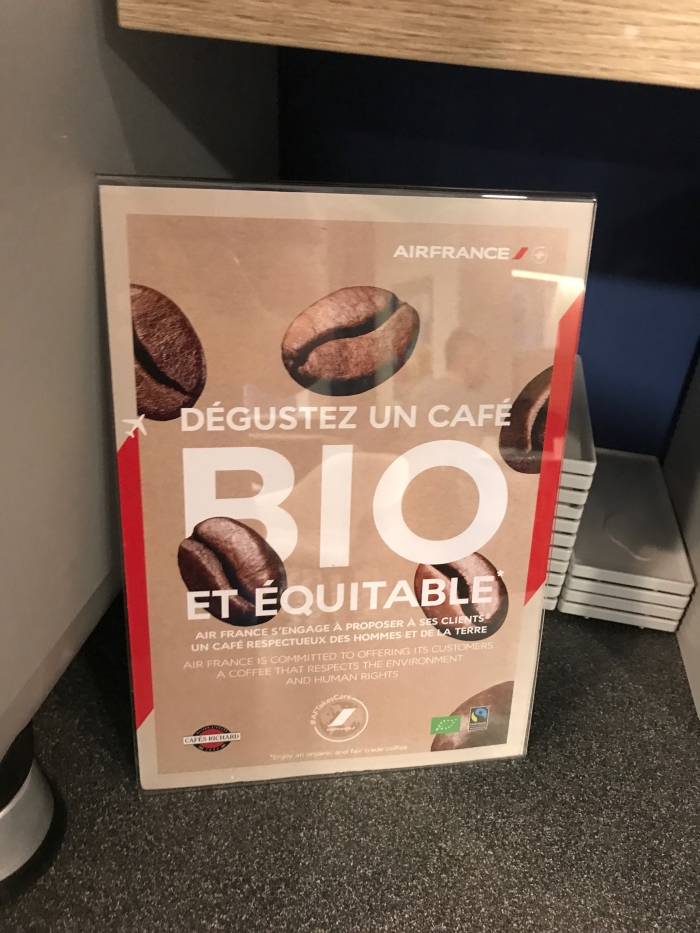 AIRFRANCE
DÉGUSTEZ UN CAFÉ
BIO
ET ÉQUITABLE*
AIR FRANCE S'ENGAGE À PROPOSER À SES CLIENTS
UN CAFÉ RESPECTUEUX DES HOMMES ET DE LA TERRE
AIR FRANCE IS COMMITTED TO OFFERING ITS CUSTOMERS
A COFFEE THAT RESPECTS THE ENVIRONMENT
AND HUMAN RIGHTS
CAFÉS RICHARD
*Enjoy an organic and fair trade coffee